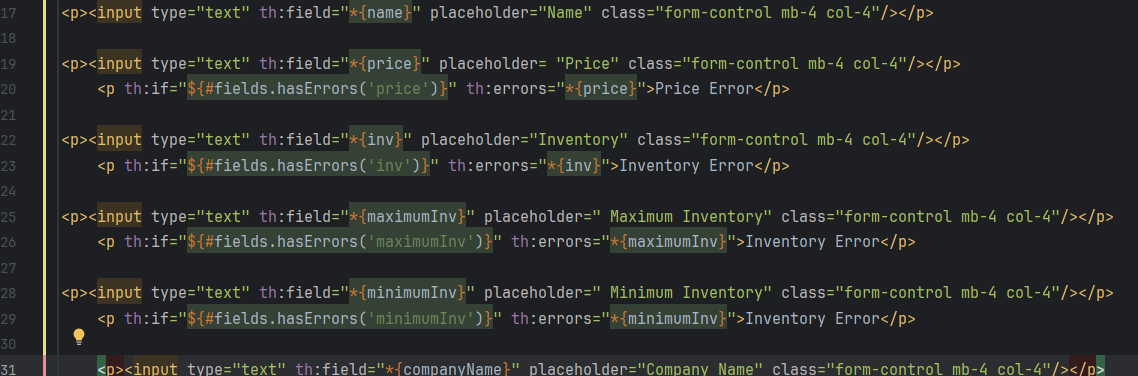 17 <p><input type="text" th:field="*{name}" placeholder="Name" class="form-control mb-4 col-4"/></p>
18
19 <p><input type="text" th:field="*{price}" placeholder= "Price" class="form-control mb-4 col-4"/></p>
20 <p th:if="${#fields.hasErrors('price')}" th:errors="*{price}">Price Error</p>
21
22 <p><input type="text" th:field="*{inv}" placeholder="Inventory" class="form-control mb-4 col-4"/></p>
23 <p th:if="${#fields.hasErrors('inv')}" th:errors="*{inv}">Inventory Error</p>
24
25 <p><input type="text" th:field="*{maximumInv}" placeholder=" Maximum Inventory" class="form-control mb-4 col-4"/></p>
26 <p th:if="${#fields.hasErrors('maximumInv')}" th:errors="*{maximumInv}">Inventory Error</p>
27
28 <p><input type="text" th:field="*{minimumInv}" placeholder=" Minimum Inventory" class="form-control mb-4 col-4"/></p>
29 <p th:if="${#fields.hasErrors('minimumInv')}" th:errors="*{minimumInv}">Inventory Error</p>
30
31 <p><input type="text" th:field="*{companyName}" placeholder="Company Name" class="form-control mb-4 col-4"/></p>